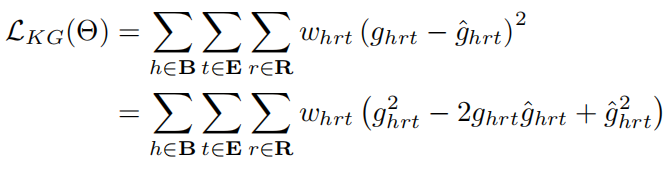 $\mathcal{L}_{KG}(\Theta) = \sum_{h \in \mathbf{B}} \sum_{t \in \mathbf{E}} \sum_{r \in \mathbf{R}} w_{hrt} \left( g_{hrt} - \hat{g}_{hrt} \right)^2$
$= \sum_{h \in \mathbf{B}} \sum_{t \in \mathbf{E}} \sum_{r \in \mathbf{R}} w_{hrt} \left( g_{hrt}^2 - 2g_{hrt}\hat{g}_{hrt} + \hat{g}_{hrt}^2 \right)$